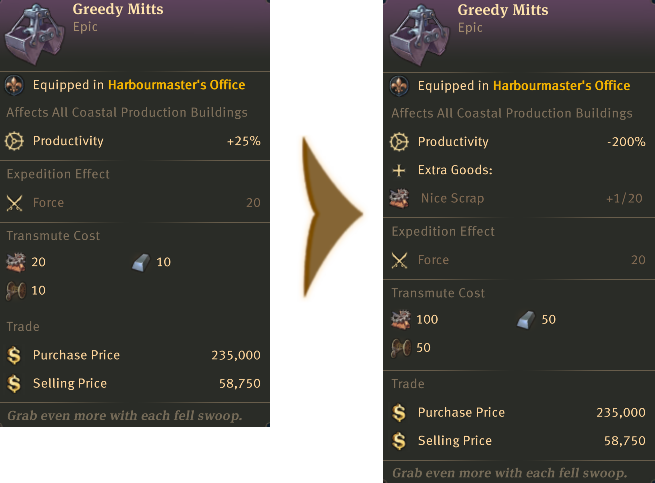 Greedy Mitts
Epic
Equipped in Harbourmaster's Office
Affects All Coastal Production Buildings
Productivity +25%
Expedition Effect
Force 20
Transmute Cost
20 10
10
Trade
Purchase Price 235,000
Selling Price 58,750
Grab even more with each fell swoop.
Greedy Mitts
Epic
Equipped in Harbourmaster's Office
Affects All Coastal Production Buildings
Productivity -200%
Extra Goods:
Nice Scrap +1/20
Expedition Effect
Force 20
Transmute Cost
100 50
50
Trade
Purchase Price 235,000
Selling Price 58,750
Grab even more with each fell swoop.